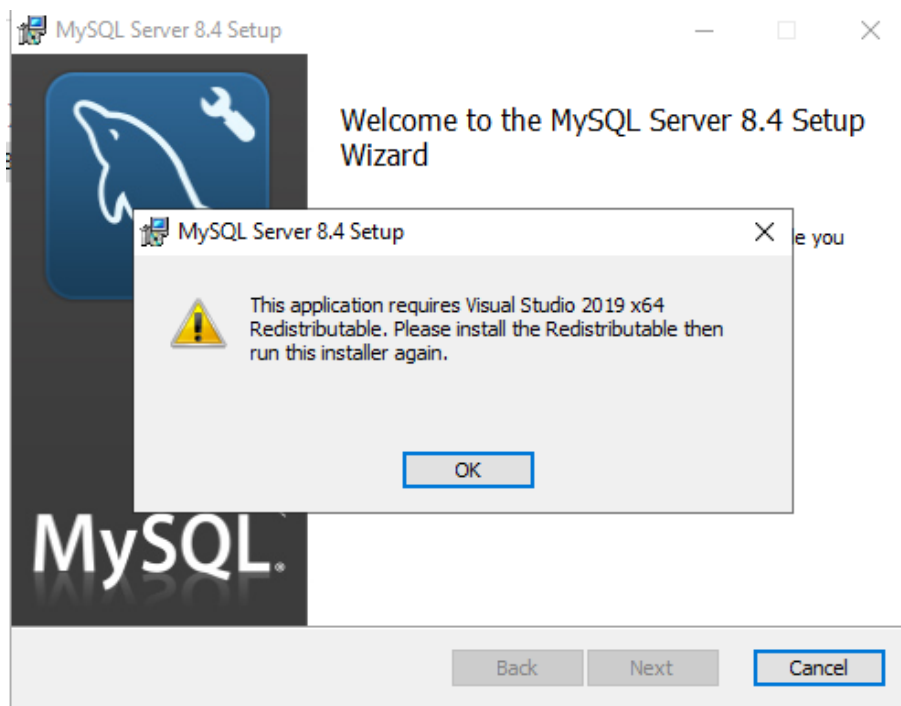 MySQL Server 8.4 Setup
Welcome to the MySQL Server 8.4 Setup
Wizard
e you
MySQL Server 8.4 Setup
This application requires Visual Studio 2019 x64
Redistributable. Please install the Redistributable then
run this installer again.
OK
MySQL®
Back Next Cancel